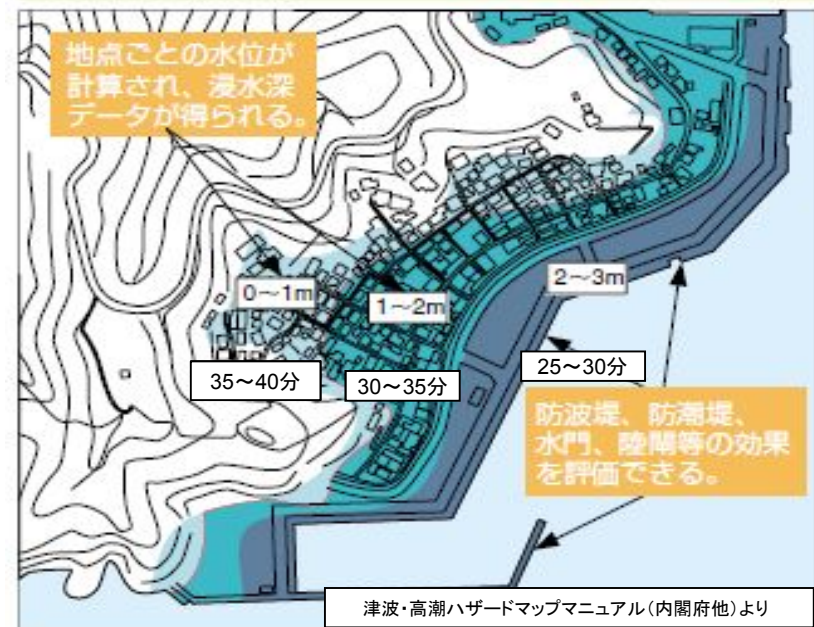 地点ごとの水位が
計算され、浸水深
データが得られる。
0～1m
1～2m
2～3m
35～40分
30～35分
25～30分
防波堤、防潮堤、
水門、陸閘等の効果
を評価できる。
津波・高潮ハザードマップマニュアル(内閣府他)より